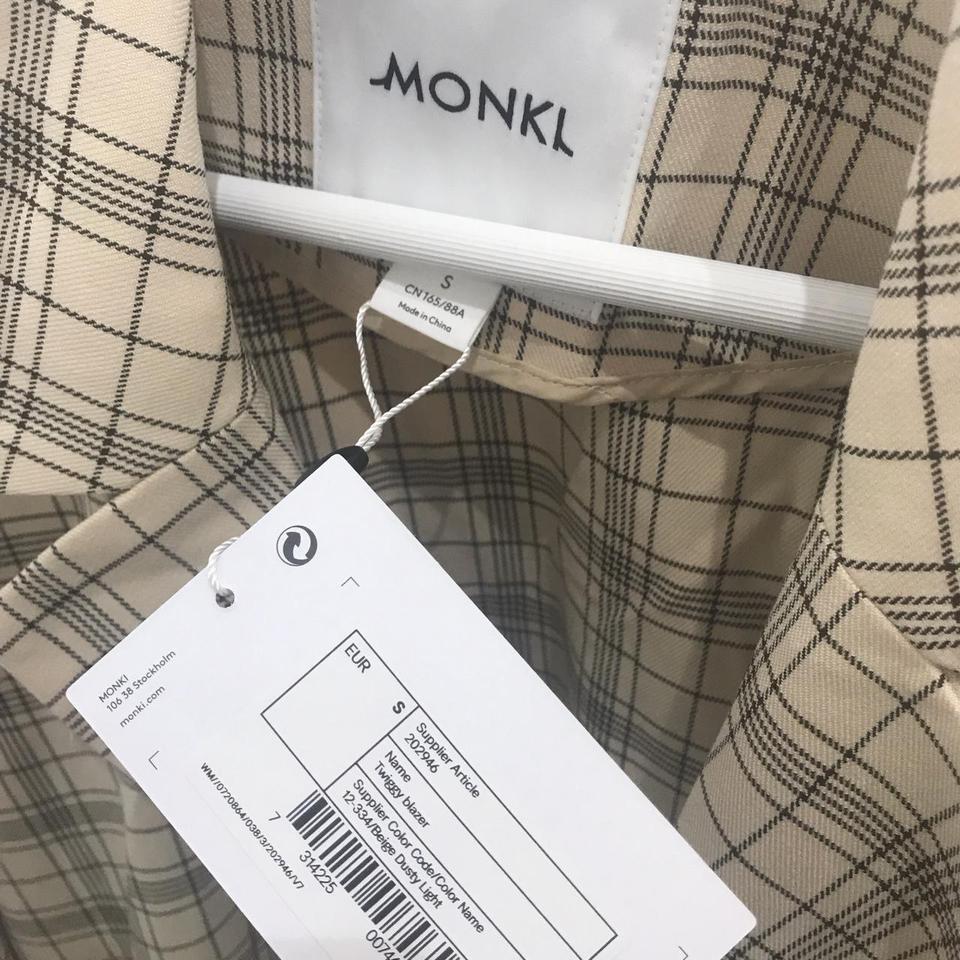 MONKI
S
CN165/88A
Made in China
MONKI
106 38 Stockholm
monki.com
EUR
S
Supplier Article
202946
Name
Twiggy blazer
Supplier Color Code/Color Name
12-334/Beige Dusty Light
WM//0720864/038/3/202946/V7
7
314225